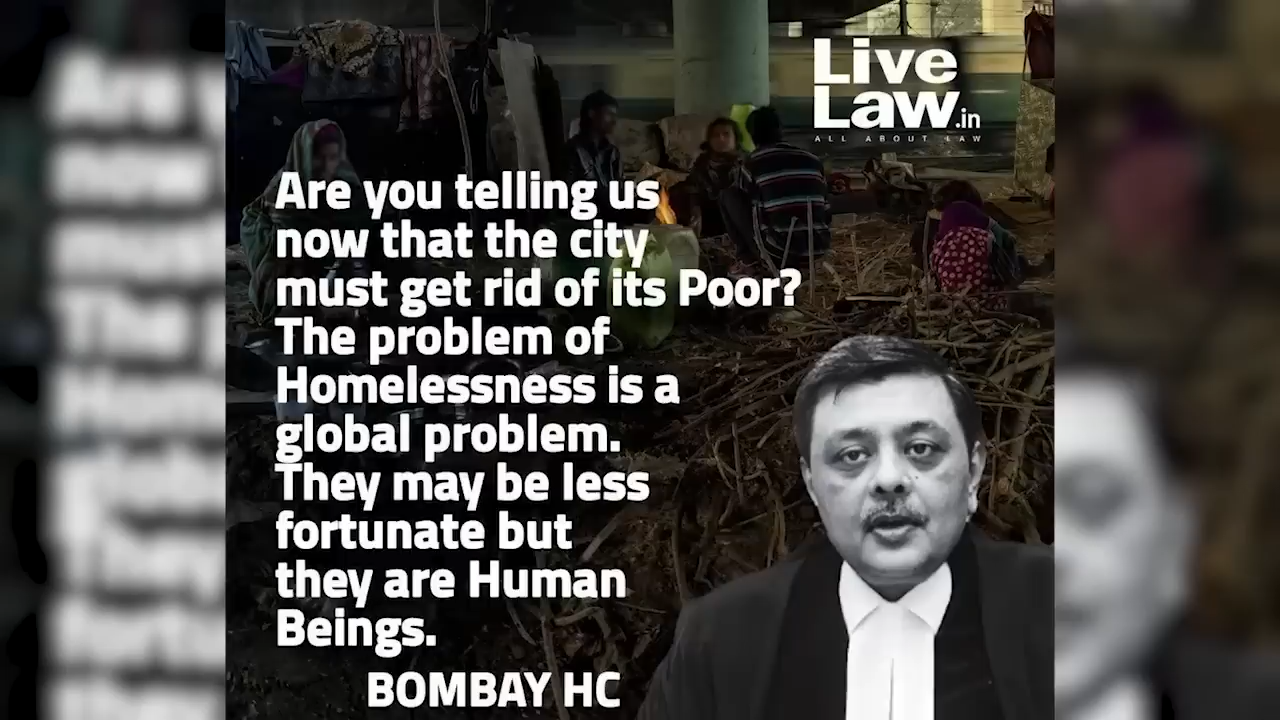 Live
Law.in
ALL ABOUT LAW
Are you telling us
now that the city
must get rid of its Poor?
The problem of
Homelessness is a
global problem.
They may be less
fortunate but
they are Human
Beings.
BOMBAY HC